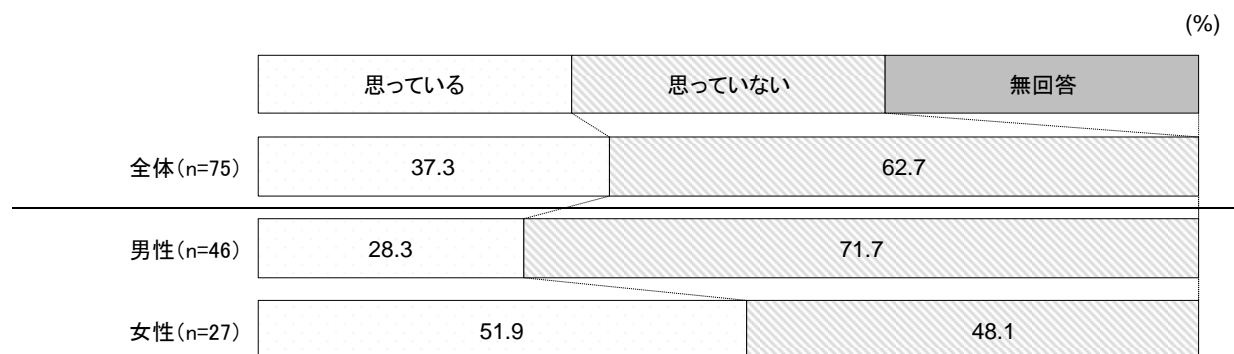 (%)
思っている 思っていない 無回答
全体(n=75) 37.3 62.7
男性(n=46) 28.3 71.7
女性(n=27) 51.9 48.1